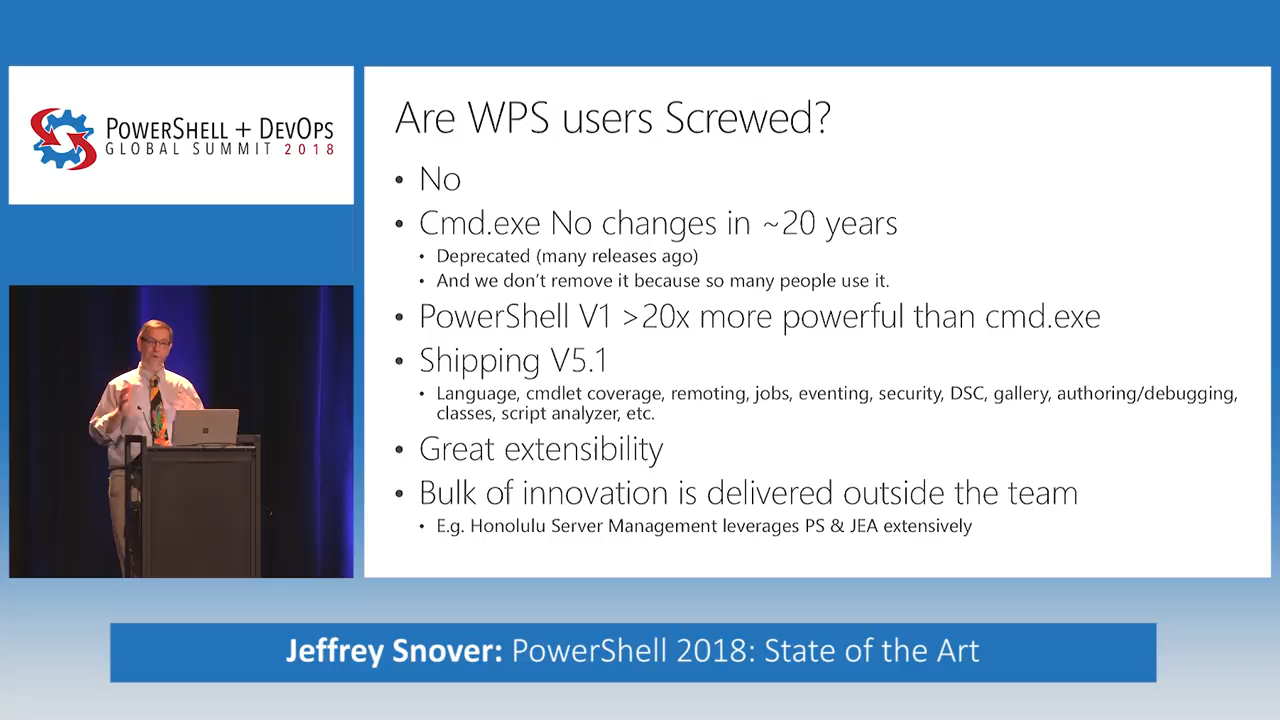 POWERSHELL + DEVOPS
GLOBAL SUMMIT 2018
Are WPS users Screwed?
• No
• Cmd.exe No changes in ~20 years
• Deprecated (many releases ago)
• And we don't remove it because so many people use it.
• PowerShell V1 >20x more powerful than cmd.exe
• Shipping V5.1
• Language, cmdlet coverage, remoting, jobs, eventing, security, DSC, gallery, authoring/debugging,
classes, script analyzer, etc.
• Great extensibility
• Bulk of innovation is delivered outside the team
• E.g. Honolulu Server Management leverages PS & JEA extensively
Jeffrey Snover: PowerShell 2018: State of the Art